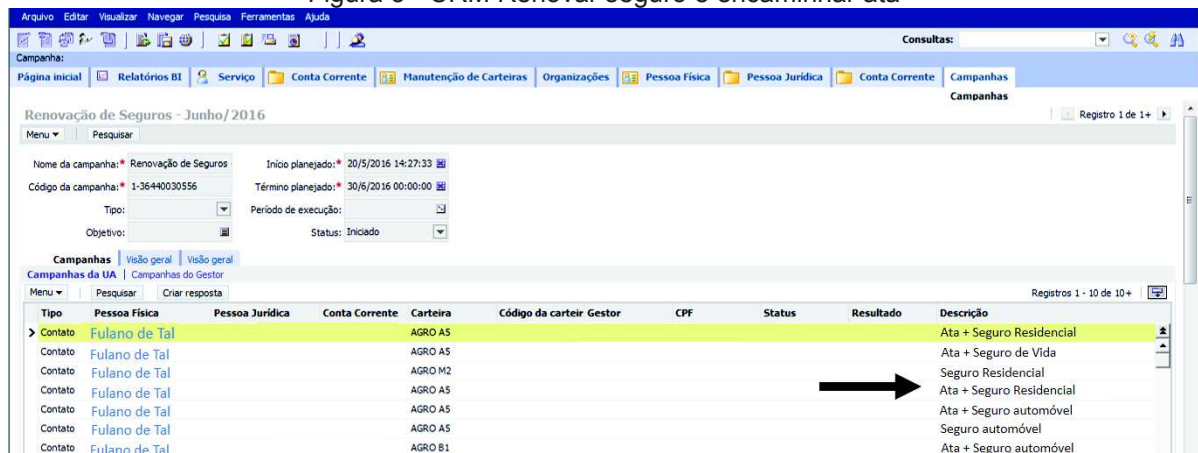 Arquivo Editar Visualizar Navegar Pesquisa Ferramentas Ajuda
Consultas:
Campanha:
Página inicial Relatórios BI Serviço Conta Corrente Manutenção de Carteiras Organizações Pessoa Física Pessoa Jurídica Conta Corrente Campanhas
Campanhas
Renovação de Seguros - Junho/2016 Registro 1 de 1+
Menu Pesquisar
Nome da campanha:* Renovação de Seguros Início planejado:* 20/5/2016 14:27:33
Código da campanha:* 1-36440030556 Término planejado:* 30/6/2016 00:00:00
Tipo: Período de execução:
Objetivo: Status: Iniciado
Campanhas Visão geral Visão geral
Campanhas da UA Campanhas do Gestor
Menu Pesquisar Criar resposta Registros 1 - 10 de 10+
Tipo Pessoa Física Pessoa Jurídica Conta Corrente Carteira Código da carteir Gestor CPF Status Resultado Descrição
Contato Fulano de Tal AGRO A5 Ata + Seguro Residencial
Contato Fulano de Tal AGRO A5 Ata + Seguro de Vida
Contato Fulano de Tal AGRO M2 Seguro Residencial
Contato Fulano de Tal AGRO A5 Ata + Seguro Residencial
Contato Fulano de Tal AGRO A5 Ata + Seguro automóvel
Contato Fulano de Tal AGRO A5 Seguro automóvel
Contato Fulano de Tal AGRO B1 Ata + Seguro automóvel